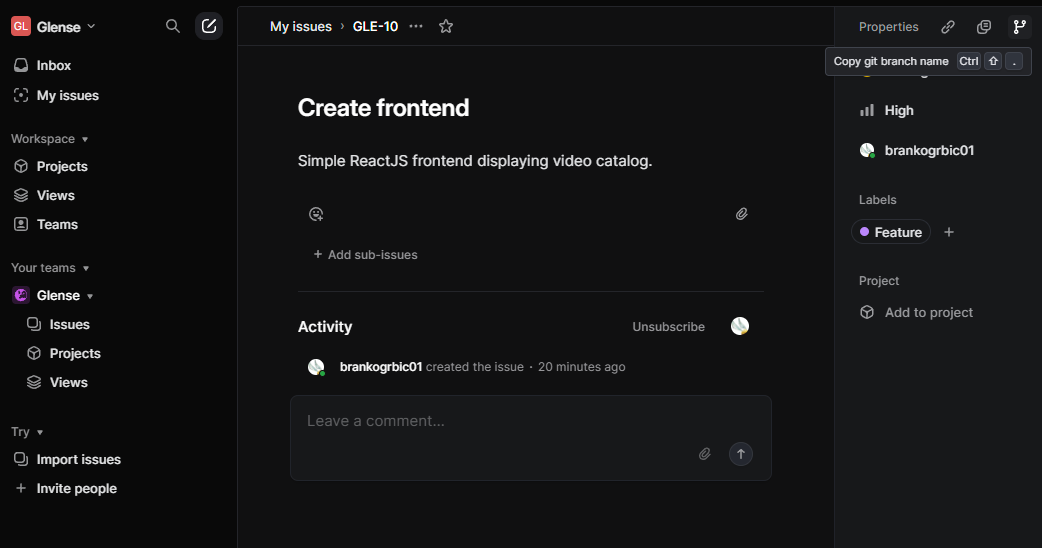 GL Glense
Inbox
My issues
Workspace
Projects
Views
Teams
Your teams
Glense
Issues
Projects
Views
Try
Import issues
Invite people
My issues › GLE-10
Create frontend
Simple ReactJS frontend displaying video catalog.
+ Add sub-issues
Activity
Unsubscribe
brankogrbic01 created the issue · 20 minutes ago
Leave a comment...
Properties
Copy git branch name Ctrl ⇧ .
High
brankogrbic01
Labels
Feature
Project
Add to project